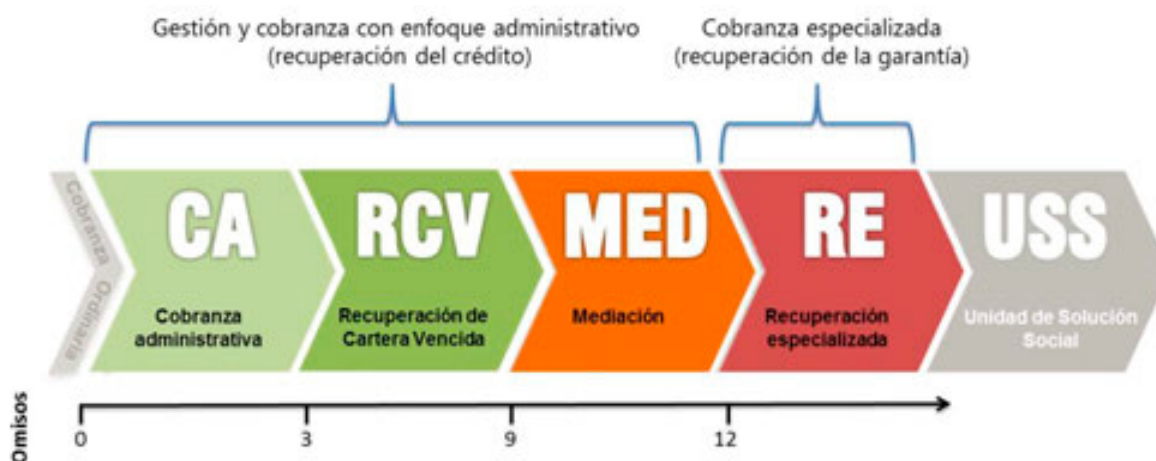 Gestión y cobranza con enfoque administrativo
(recuperación del crédito)
Cobranza especializada
(recuperación de la garantía)
Cobranza Ordinaria
CA
Cobranza
administrativa
RCV
Recuperación de
Cartera Vencida
MED
Mediación
RE
Recuperación
especializada
USS
Unidad de Solución
Social
Omisos
0
3
9
12